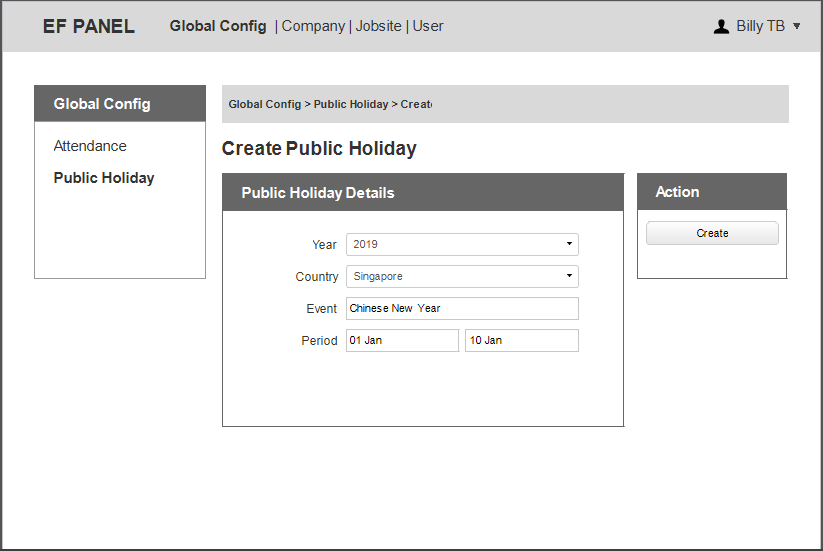 EF PANEL Global Config | Company | Jobsite | User Billy TB
Global Config
Attendance
Public Holiday
Global Config > Public Holiday > Create
Create Public Holiday
Public Holiday Details
Year 2019
Country Singapore
Event Chinese New Year
Period 01 Jan 10 Jan
Action
Create